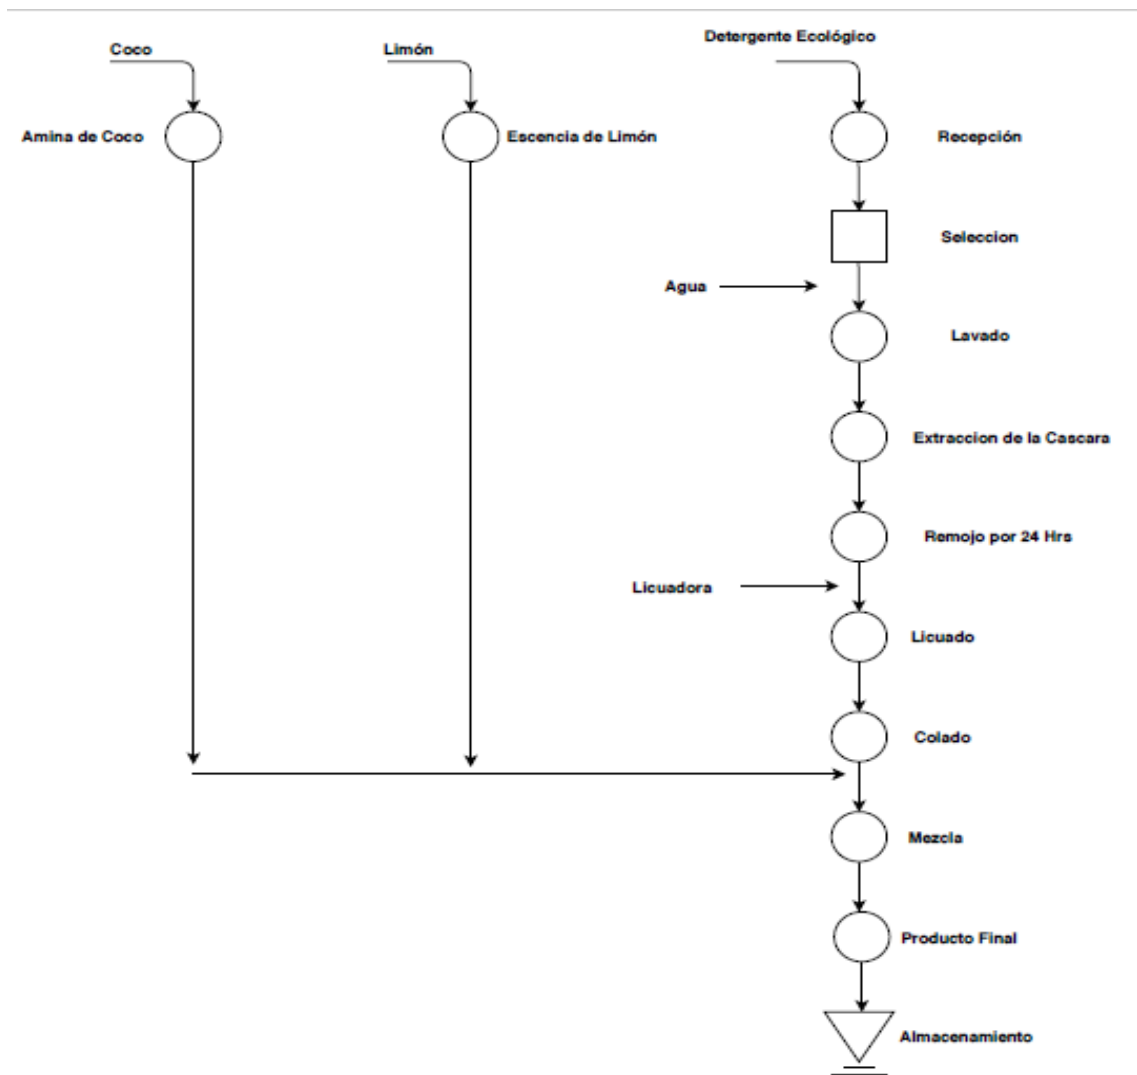 Coco
Limón
Detergente Ecológico
Amina de Coco
Escencia de Limón
Recepción
Seleccion
Agua
Lavado
Extraccion de la Cascara
Remojo por 24 Hrs
Licuadora
Licuado
Colado
Mezcla
Producto Final
Almacenamiento